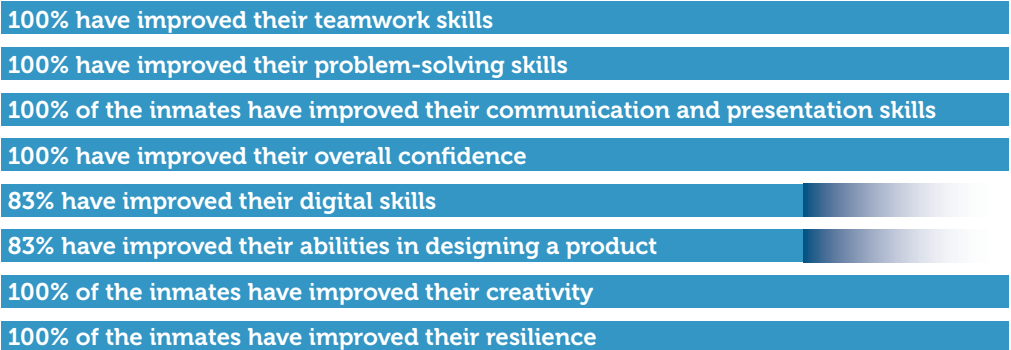 100% have improved their teamwork skills
100% have improved their problem-solving skills
100% of the inmates have improved their communication and presentation skills
100% have improved their overall confidence
83% have improved their digital skills
83% have improved their abilities in designing a product
100% of the inmates have improved their creativity
100% of the inmates have improved their resilience